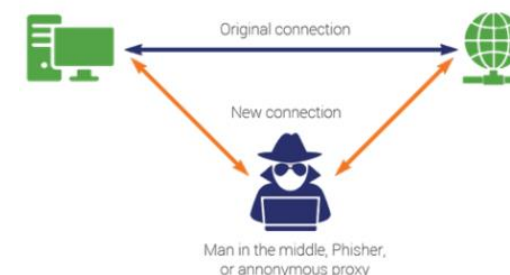 Original connection
New connection
Man in the middle, Phisher,
or annonymous proxy